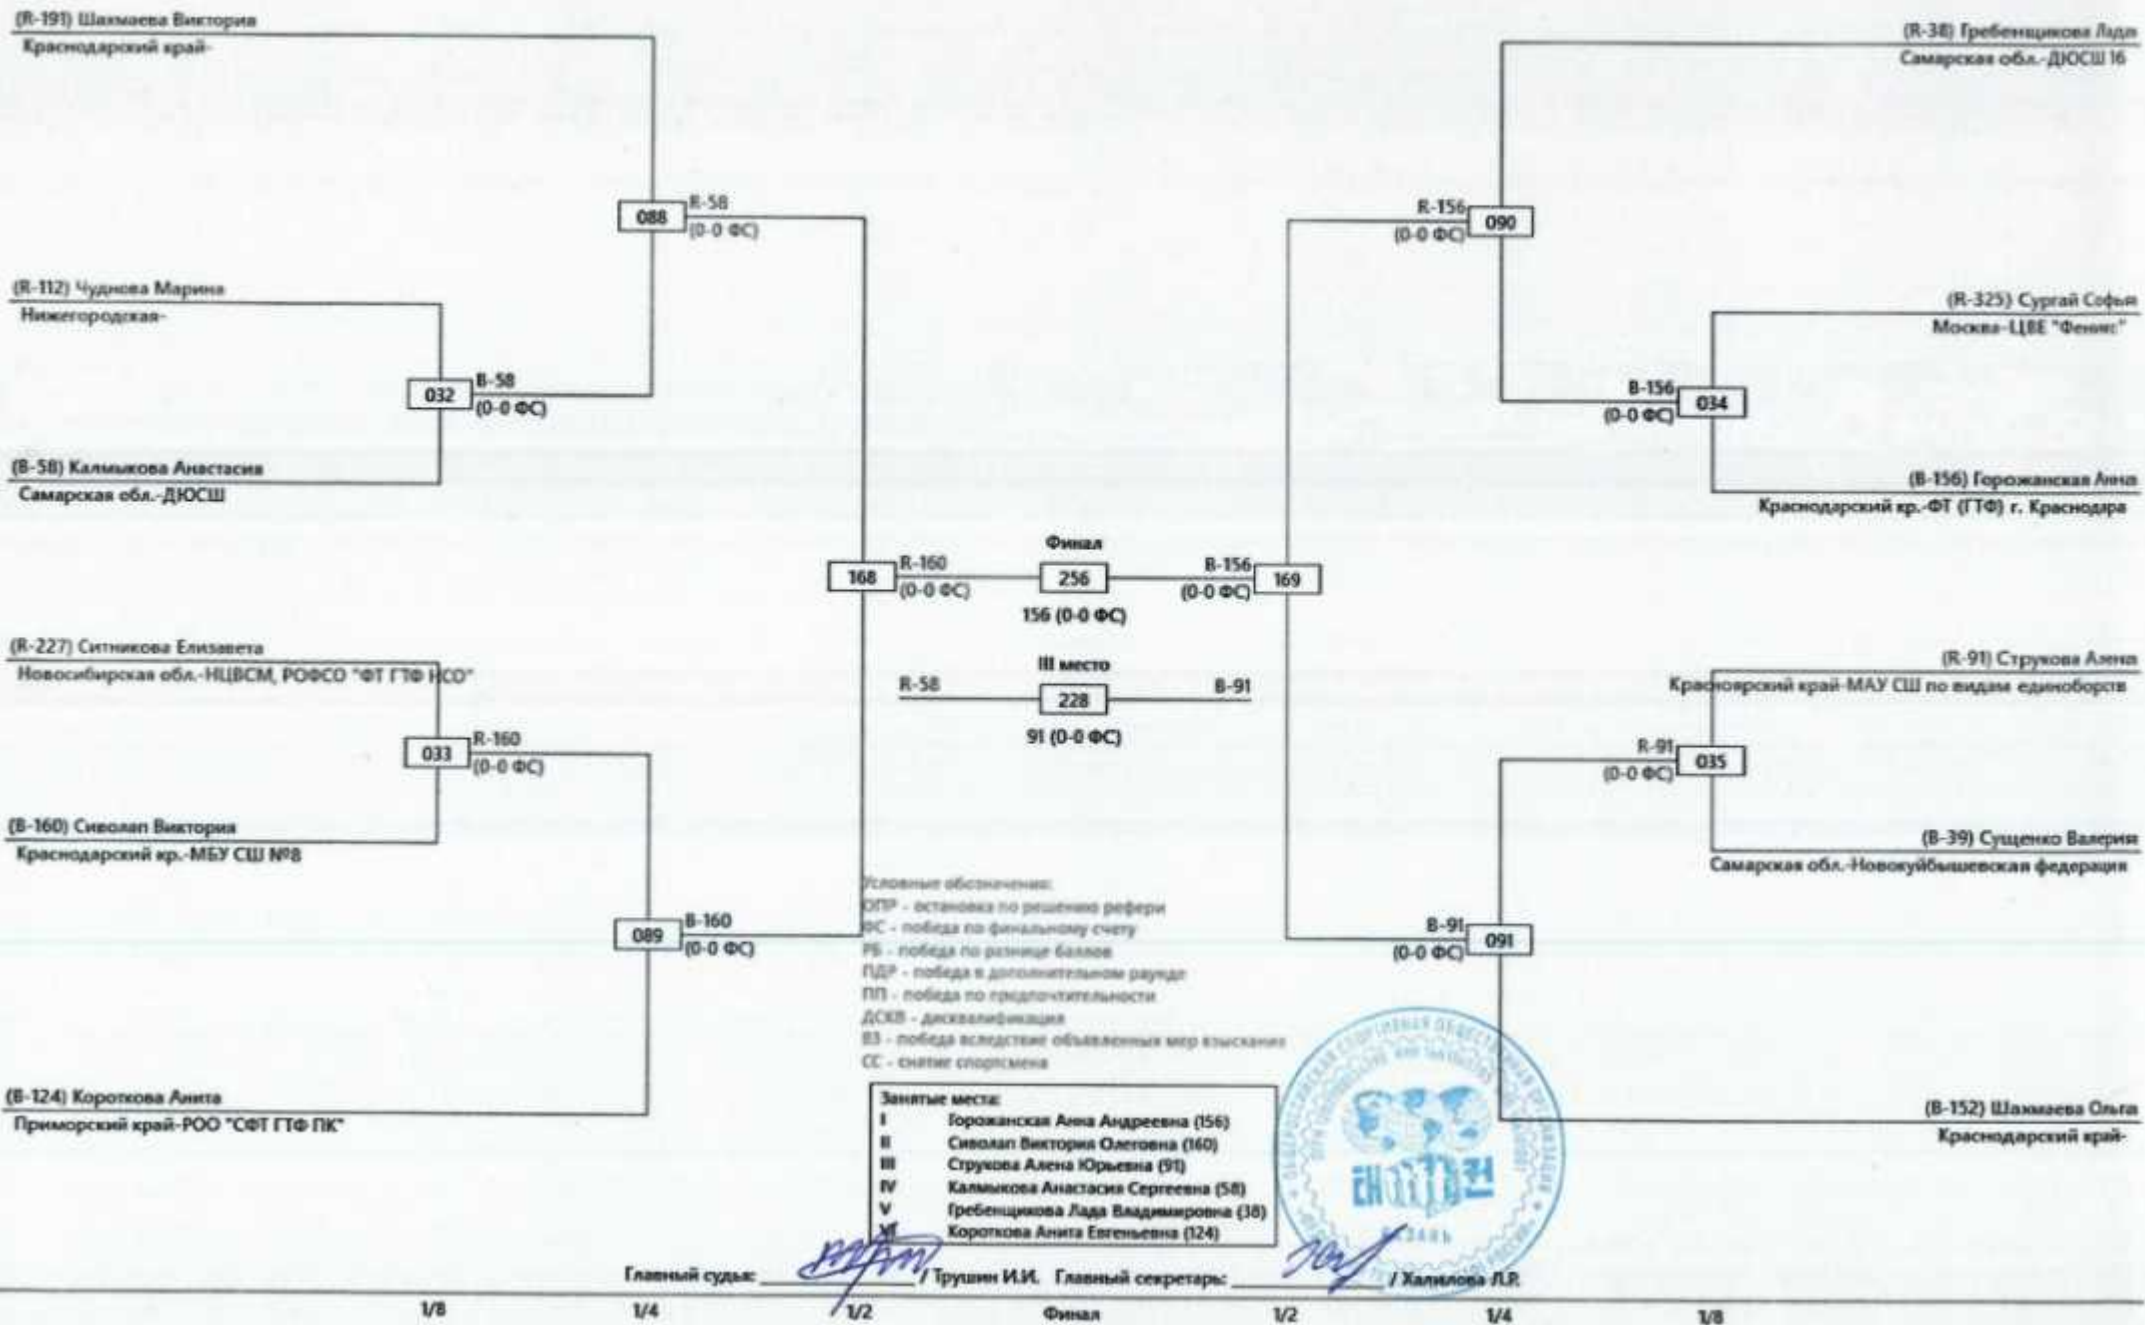 (R-191) Шахмаева Виктория
Краснодарский край-
(R-112) Чуднова Марина
Нижегородская-
(B-58) Калмыкова Анастасия
Самарская обл.-ДЮСШ
(R-227) Ситникова Елизавета
Новосибирская обл.-НЦВСМ, РОФСО "ФТ ГТФ НСО"
(B-160) Сиволап Виктория
Краснодарский кр.-МБУ СШ №8
(B-124) Короткова Анита
Приморский край-РОО "СФТ ГТФ ПК"
032
B-58
(0-0 ФС)
033
R-160
(0-0 ФС)
088
R-58
(0-0 ФС)
089
B-160
(0-0 ФС)
168
R-160
(0-0 ФС)
Финал
256
156 (0-0 ФС)
III место
R-58
228
B-91
91 (0-0 ФС)
B-156
(0-0 ФС)
169
R-156
(0-0 ФС)
090
B-91
(0-0 ФС)
091
B-156
(0-0 ФС)
034
R-91
(0-0 ФС)
035
(R-38) Гребенщикова Лада
Самарская обл.-ДЮСШ 16
(R-325) Сургай Софья
Москва-ЦВЕ "Феникс"
(B-156) Горожанская Анна
Краснодарский кр.-ФТ (ГТФ) г. Краснодара
(R-91) Струкова Алена
Красноярский край-МАУ СШ по видам единоборств
(B-39) Сущенко Валерия
Самарская обл.-Новокуйбышевская федерация
(B-152) Шахмаева Ольга
Краснодарский край-
Условные обозначения:
ОПР - остановка по решению рефери
ФС - победа по финальному счету
РБ - победа по разнице баллов
ПДР - победа в дополнительном раунде
ПП - победа по предпочтительности
ДСКВ - дисквалификация
ВЗ - победа вследствие объявленных мер взыскания
СС - снятие спортсмена
Занятые места:
I Горожанская Анна Андреевна (156)
II Сиволап Виктория Олеговна (160)
III Струкова Алена Юрьевна (91)
IV Калмыкова Анастасия Сергеевна (58)
V Гребенщикова Лада Владимировна (38)
VI Короткова Анита Евгеньевна (124)
КАЗАНЬ
Главный судья: / Трушин И.И. Главный секретарь: / Халилова Л.Р.
1/8 1/4 1/2 Финал 1/2 1/4 1/8